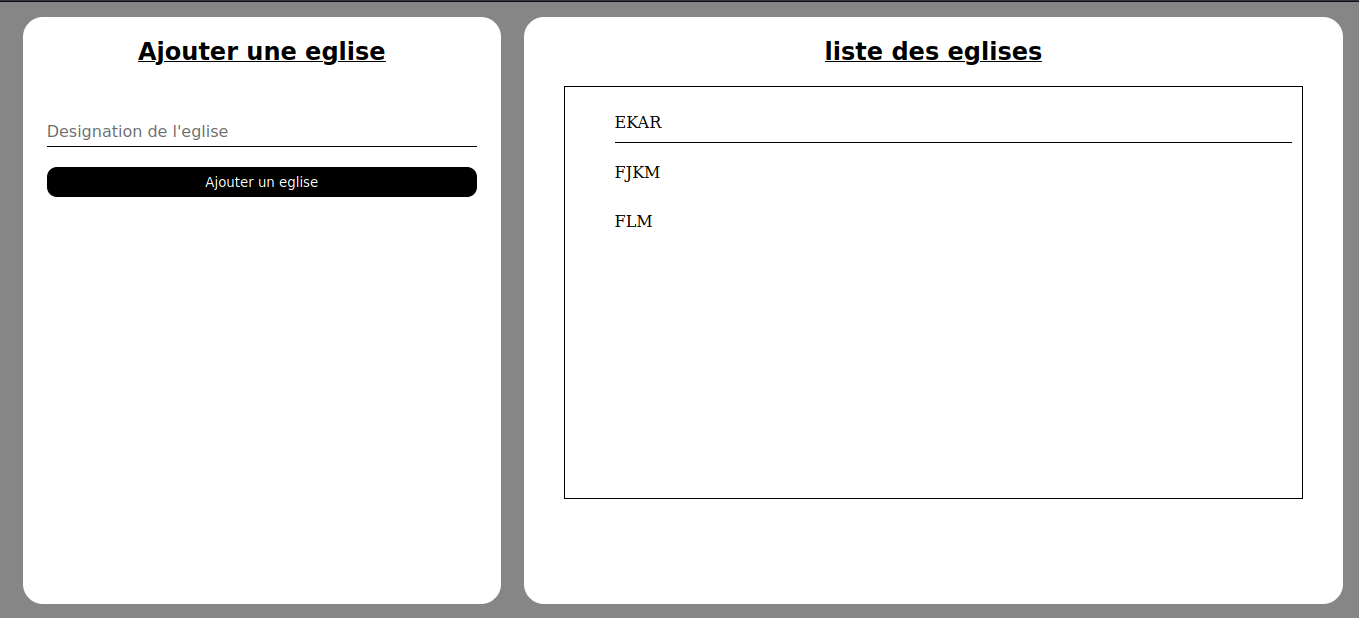 Ajouter une eglise
Designation de l'eglise
Ajouter un eglise
liste des eglises
EKAR
FJKM
FLM